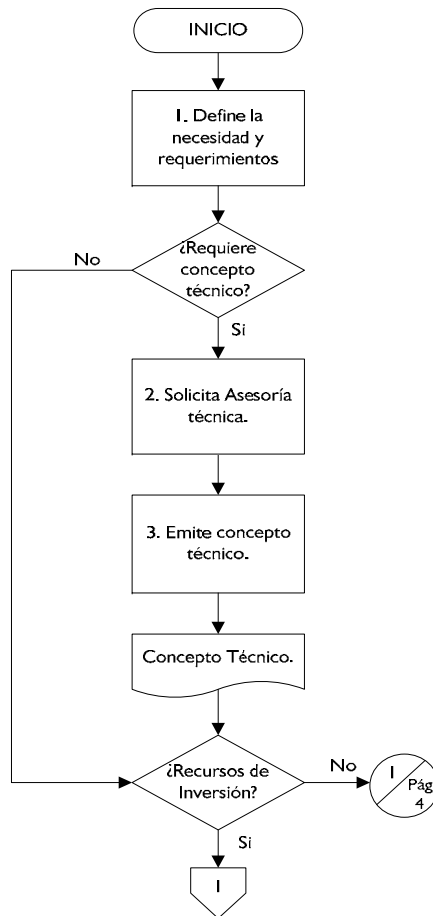 INICIO
1. Define la
necesidad y
requerimientos
¿Requiere
concepto
técnico?
No
Si
2. Solicita Asesoría
técnica.
3. Emite concepto
técnico.
Concepto Técnico.
¿Recursos de
Inversión?
No
1
Pág
4
Si
1